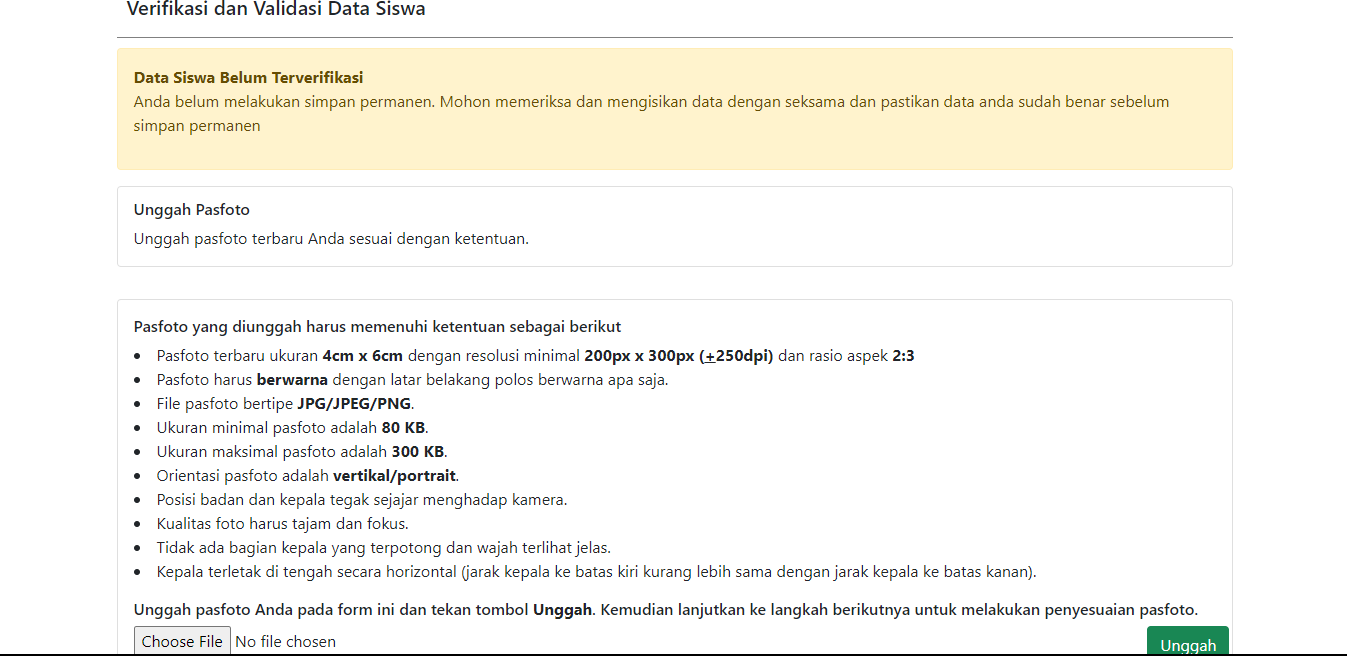 Verifikasi dan Validasi Data Siswa
Data Siswa Belum Terverifikasi
Anda belum melakukan simpan permanen. Mohon memeriksa dan mengisikan data dengan seksama dan pastikan data anda sudah benar sebelum
simpan permanen
Unggah Pasfoto
Unggah pasfoto terbaru Anda sesuai dengan ketentuan.
Pasfoto yang diunggah harus memenuhi ketentuan sebagai berikut
• Pasfoto terbaru ukuran 4cm x 6cm dengan resolusi minimal 200px x 300px (+250dpi) dan rasio aspek 2:3
• Pasfoto harus berwarna dengan latar belakang polos berwarna apa saja.
• File pasfoto bertipe JPG/JPEG/PNG.
• Ukuran minimal pasfoto adalah 80 KB.
• Ukuran maksimal pasfoto adalah 300 KB.
• Orientasi pasfoto adalah vertikal/portrait.
• Posisi badan dan kepala tegak sejajar menghadap kamera.
• Kualitas foto harus tajam dan fokus.
• Tidak ada bagian kepala yang terpotong dan wajah terlihat jelas.
• Kepala terletak di tengah secara horizontal (jarak kepala ke batas kiri kurang lebih sama dengan jarak kepala ke batas kanan).
Unggah pasfoto Anda pada form ini dan tekan tombol Unggah. Kemudian lanjutkan ke langkah berikutnya untuk melakukan penyesuaian pasfoto.
Choose File No file chosen
Unggah